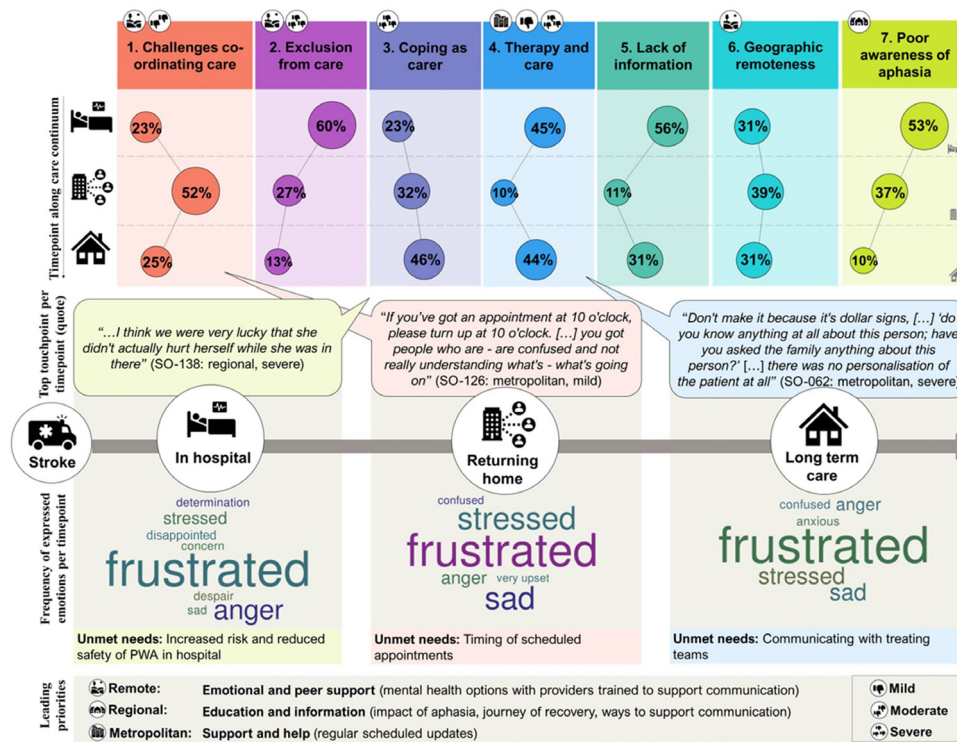 1. Challenges co-
ordinating care
2. Exclusion
from care
3. Coping as
carer
4. Therapy and
care
5. Lack of
information
6. Geographic
remoteness
7. Poor
awareness of
aphasia
Timepoint along care continuum
23% 60% 23% 45% 56% 31% 53%
52% 27% 32% 10% 11% 39% 37%
25% 13% 46% 44% 31% 31% 10%
Top touchpoint per
timepoint (quote)
“…I think we were very lucky that she
didn't actually hurt herself while she was in
there” (SO-138: regional, severe)
“If you've got an appointment at 10 o'clock,
please turn up at 10 o'clock. […] you got
people who are - are confused and not
really understanding what's - what's going
on” (SO-126: metropolitan, mild)
“Don't make it because it's dollar signs, […] ‘do
you know anything at all about this person; have
you asked the family anything about this
person?’ […] there was no personalisation of
the patient at all” (SO-062: metropolitan, severe)
Stroke
In hospital
Returning
home
Long term
care
Frequency of expressed
emotions per timepoint
determination
stressed
disappointed
concern
frustrated
despair
sad anger
confused
stressed
frustrated
anger very upset
sad
confused anger
anxious
frustrated
stressed
sad
Unmet needs: Increased risk and reduced
safety of PWA in hospital
Unmet needs: Timing of scheduled
appointments
Unmet needs: Communicating with treating
teams
Leading
priorities
Remote: Emotional and peer support (mental health options with providers trained to support communication)
Regional: Education and information (impact of aphasia, journey of recovery, ways to support communication)
Metropolitan: Support and help (regular scheduled updates)
Mild
Moderate
Severe